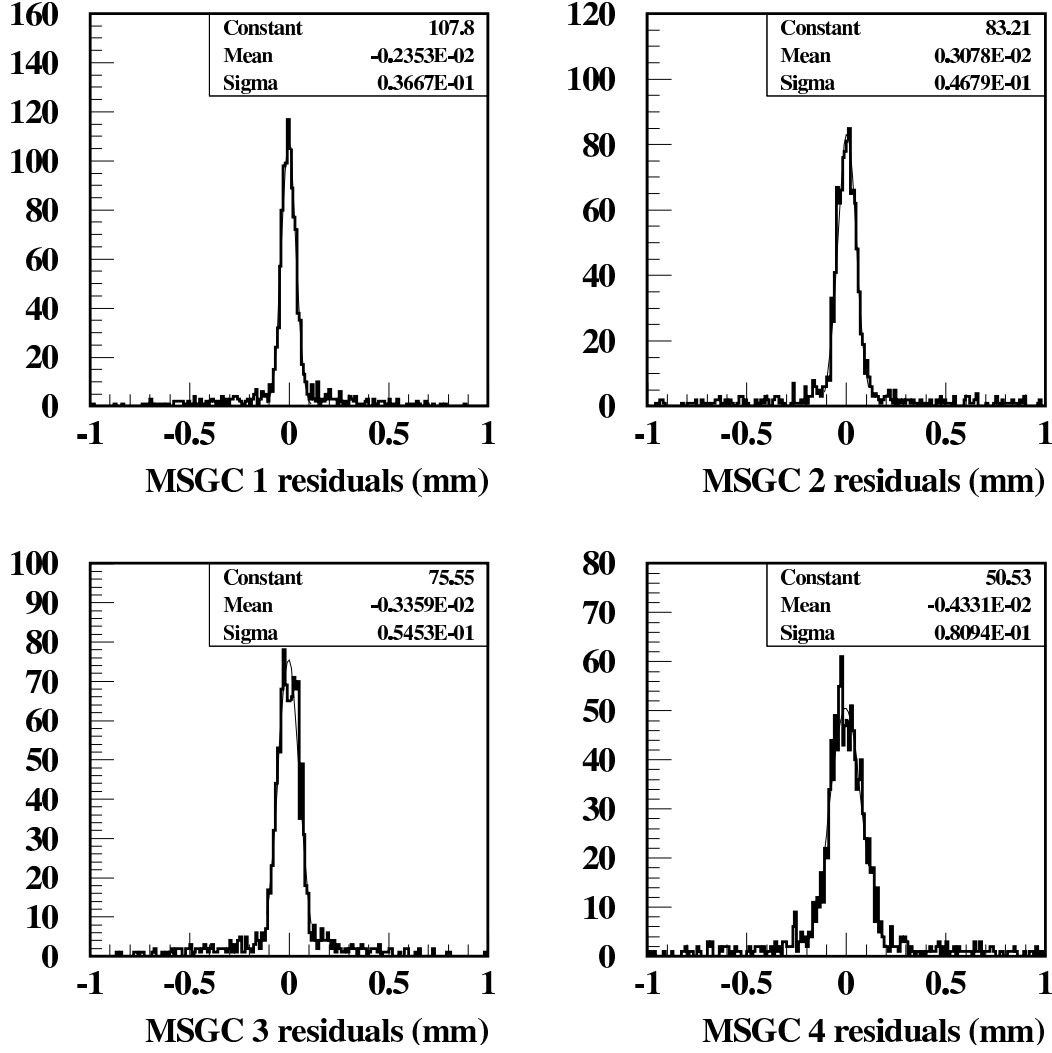 160
140
120
100
80
60
40
20
0
Constant 107.8
Mean -0.2353E-02
Sigma 0.3667E-01
-1 -0.5 0 0.5 1
MSGC 1 residuals (mm)
120
100
80
60
40
20
0
Constant 83.21
Mean 0.3078E-02
Sigma 0.4679E-01
-1 -0.5 0 0.5 1
MSGC 2 residuals (mm)
100
90
80
70
60
50
40
30
20
10
0
Constant 75.55
Mean -0.3359E-02
Sigma 0.5453E-01
-1 -0.5 0 0.5 1
MSGC 3 residuals (mm)
80
70
60
50
40
30
20
10
0
Constant 50.53
Mean -0.4331E-02
Sigma 0.8094E-01
-1 -0.5 0 0.5 1
MSGC 4 residuals (mm)